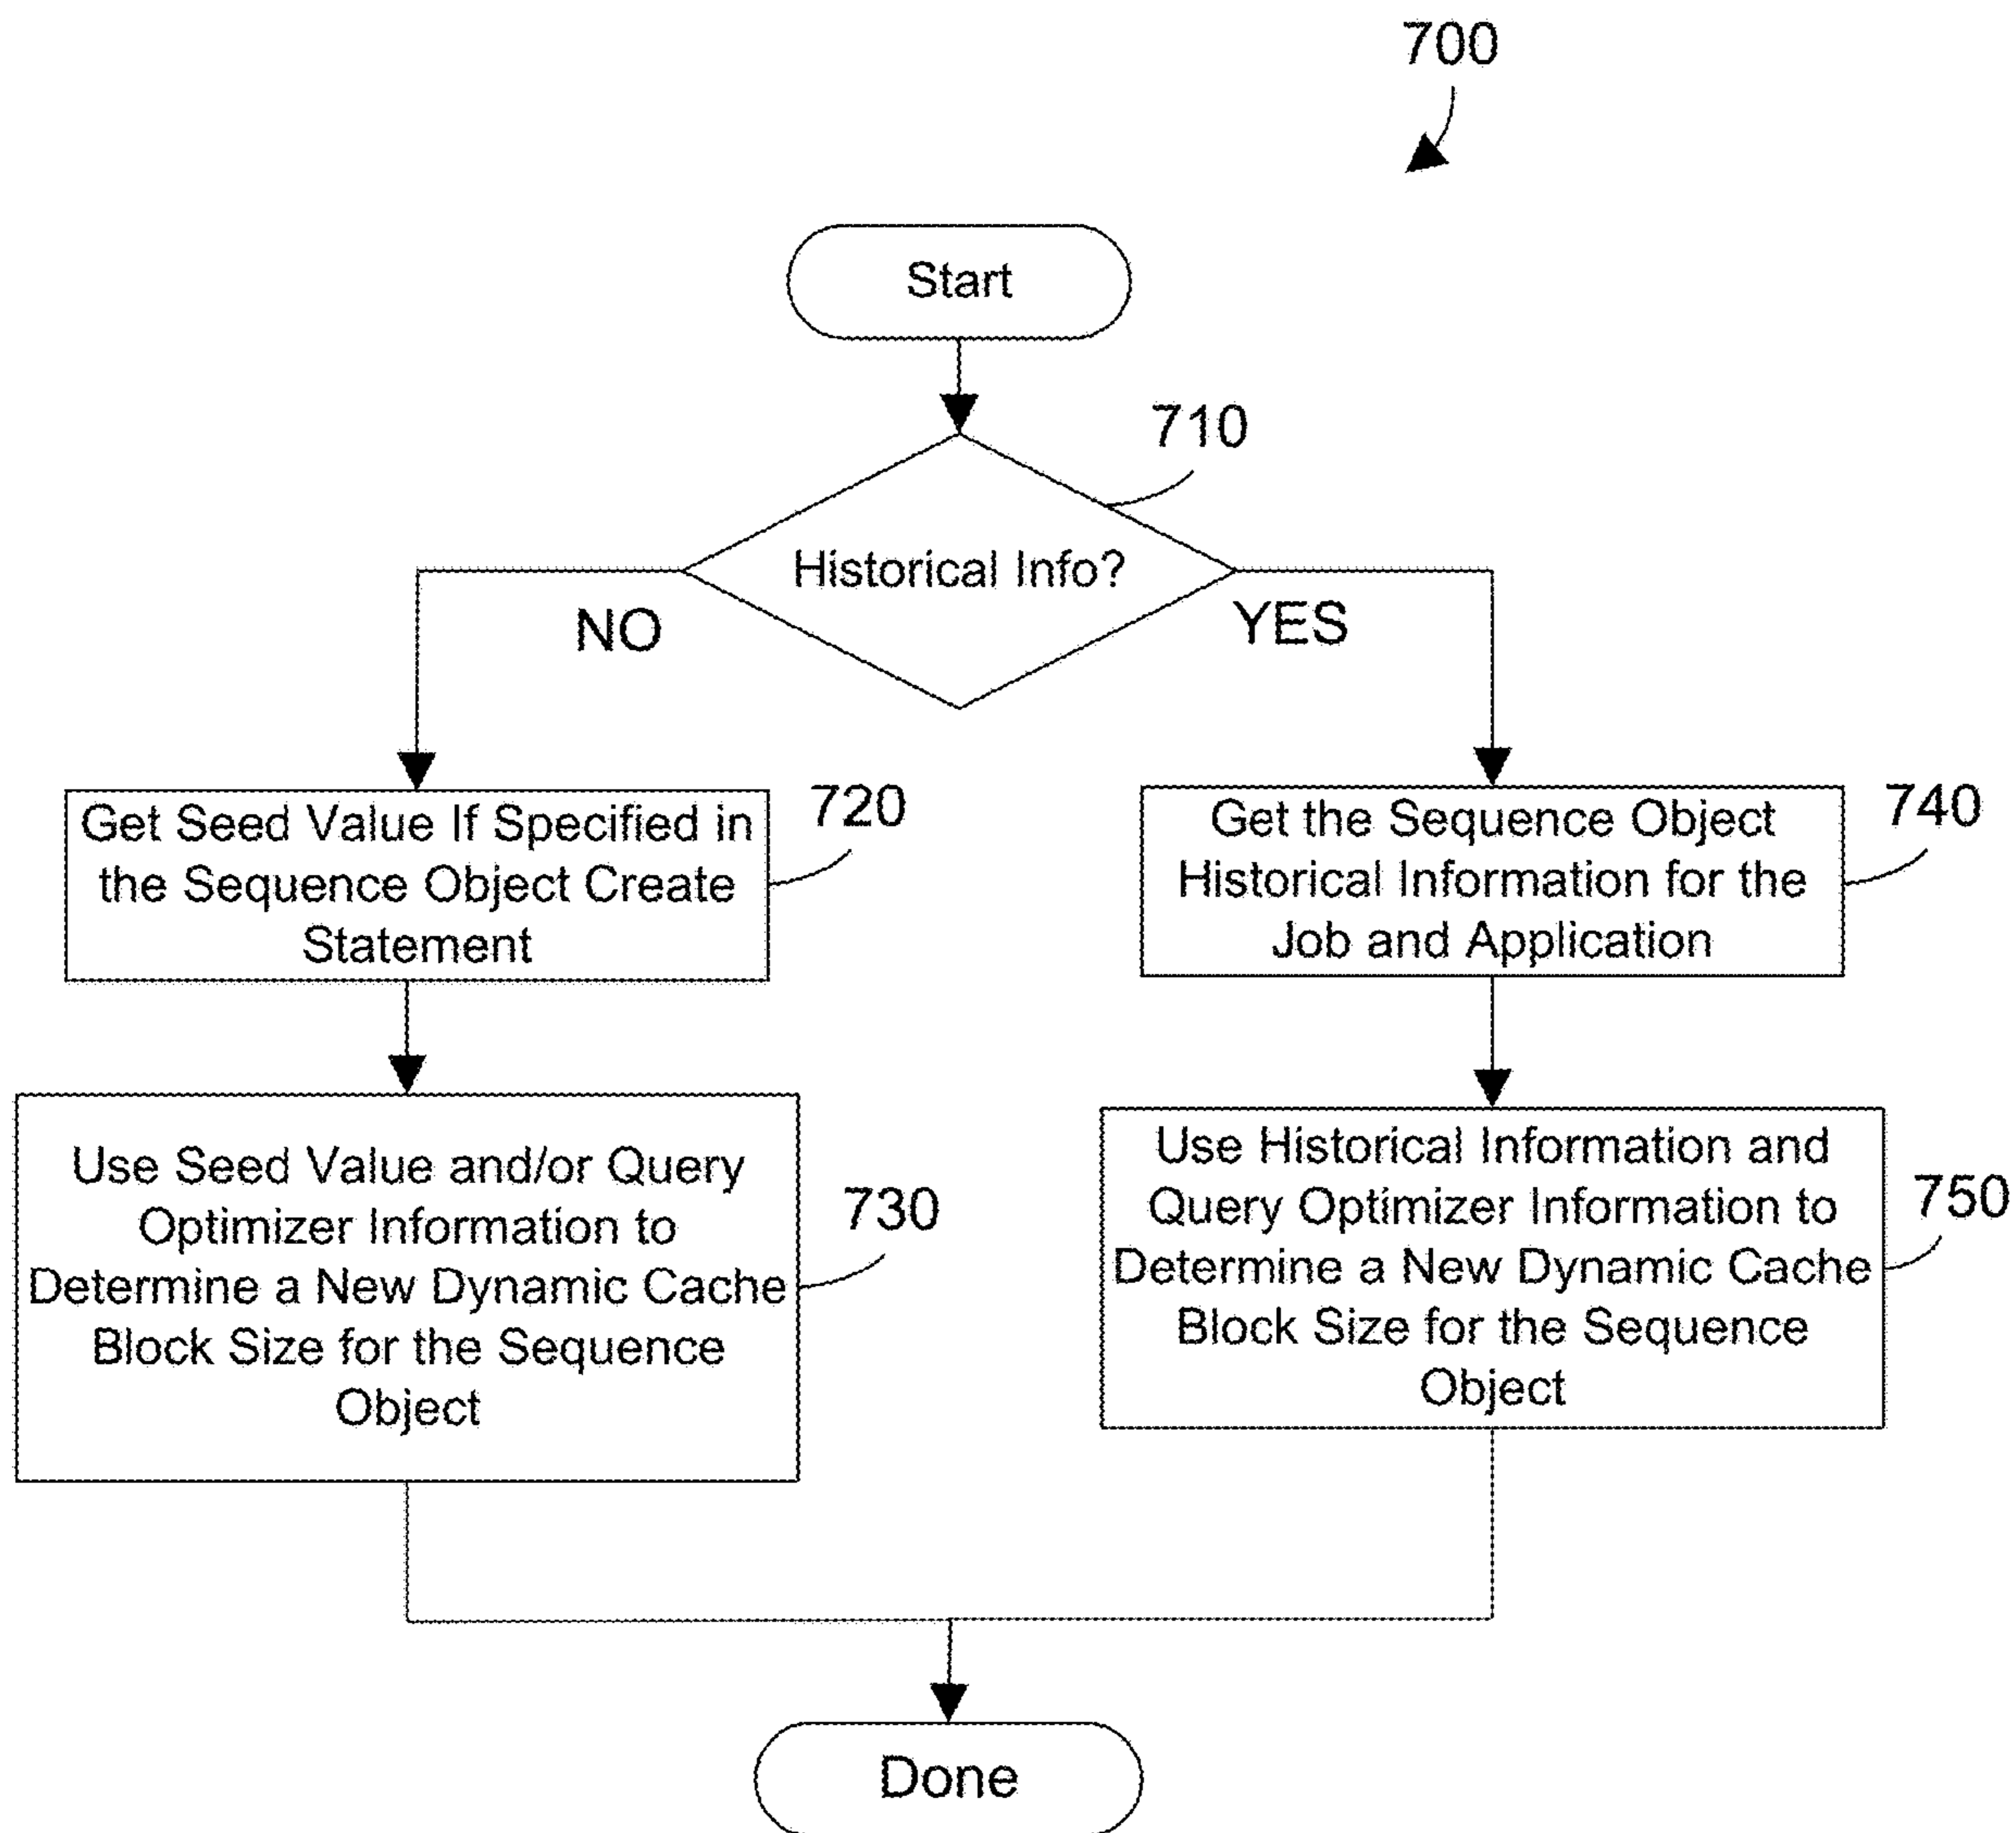 700
Start
710
Historical Info?
NO
YES
Get Seed Value If Specified in
the Sequence Object Create
Statement
720
Get the Sequence Object
Historical Information for the
Job and Application
740
Use Seed Value and/or Query
Optimizer Information to
Determine a New Dynamic Cache
Block Size for the Sequence
Object
730
Use Historical Information and
Query Optimizer Information to
Determine a New Dynamic Cache
Block Size for the Sequence
Object
750
Done